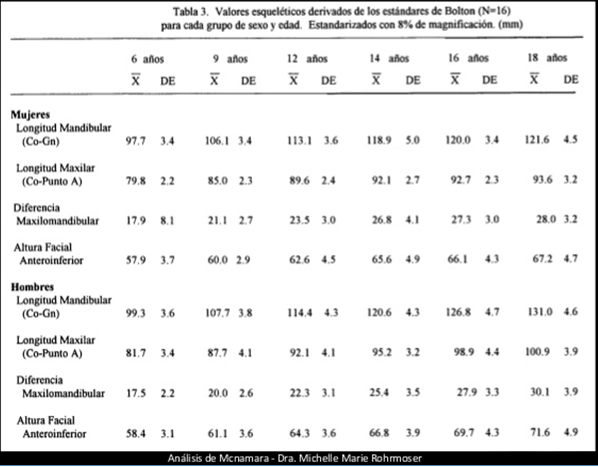 Tabla 3. Valores esqueléticos derivados de los estándares de Bolton (N=16)
para cada grupo de sexo y edad. Estandarizados con 8% de magnificación. (mm)
6 años 9 años 12 años 14 años 16 años 18 años
X̅ DE X̅ DE X̅ DE X̅ DE X̅ DE X̅ DE
Mujeres
Longitud Mandibular
(Co-Gn) 97.7 3.4 106.1 3.4 113.1 3.6 118.9 5.0 120.0 3.4 121.6 4.5
Longitud Maxilar
(Co-Punto A) 79.8 2.2 85.0 2.3 89.6 2.4 92.1 2.7 92.7 2.3 93.6 3.2
Diferencia
Maxilomandibular 17.9 8.1 21.1 2.7 23.5 3.0 26.8 4.1 27.3 3.0 28.0 3.2
Altura Facial
Anteroinferior 57.9 3.7 60.0 2.9 62.6 4.5 65.6 4.9 66.1 4.3 67.2 4.7
Hombres
Longitud Mandibular
(Co-Gn) 99.3 3.6 107.7 3.8 114.4 4.3 120.6 4.3 126.8 4.7 131.0 4.6
Longitud Maxilar
(Co-Punto A) 81.7 3.4 87.7 4.1 92.1 4.1 95.2 3.2 98.9 4.4 100.9 3.9
Diferencia
Maxilomandibular 17.5 2.2 20.0 2.6 22.3 3.1 25.4 3.5 27.9 3.3 30.1 3.9
Altura Facial
Anteroinferior 58.4 3.1 61.1 3.6 64.3 3.6 66.8 3.9 69.7 4.3 71.6 4.9
Análisis de Mcnamara - Dra. Michelle Marie Rohrmoser